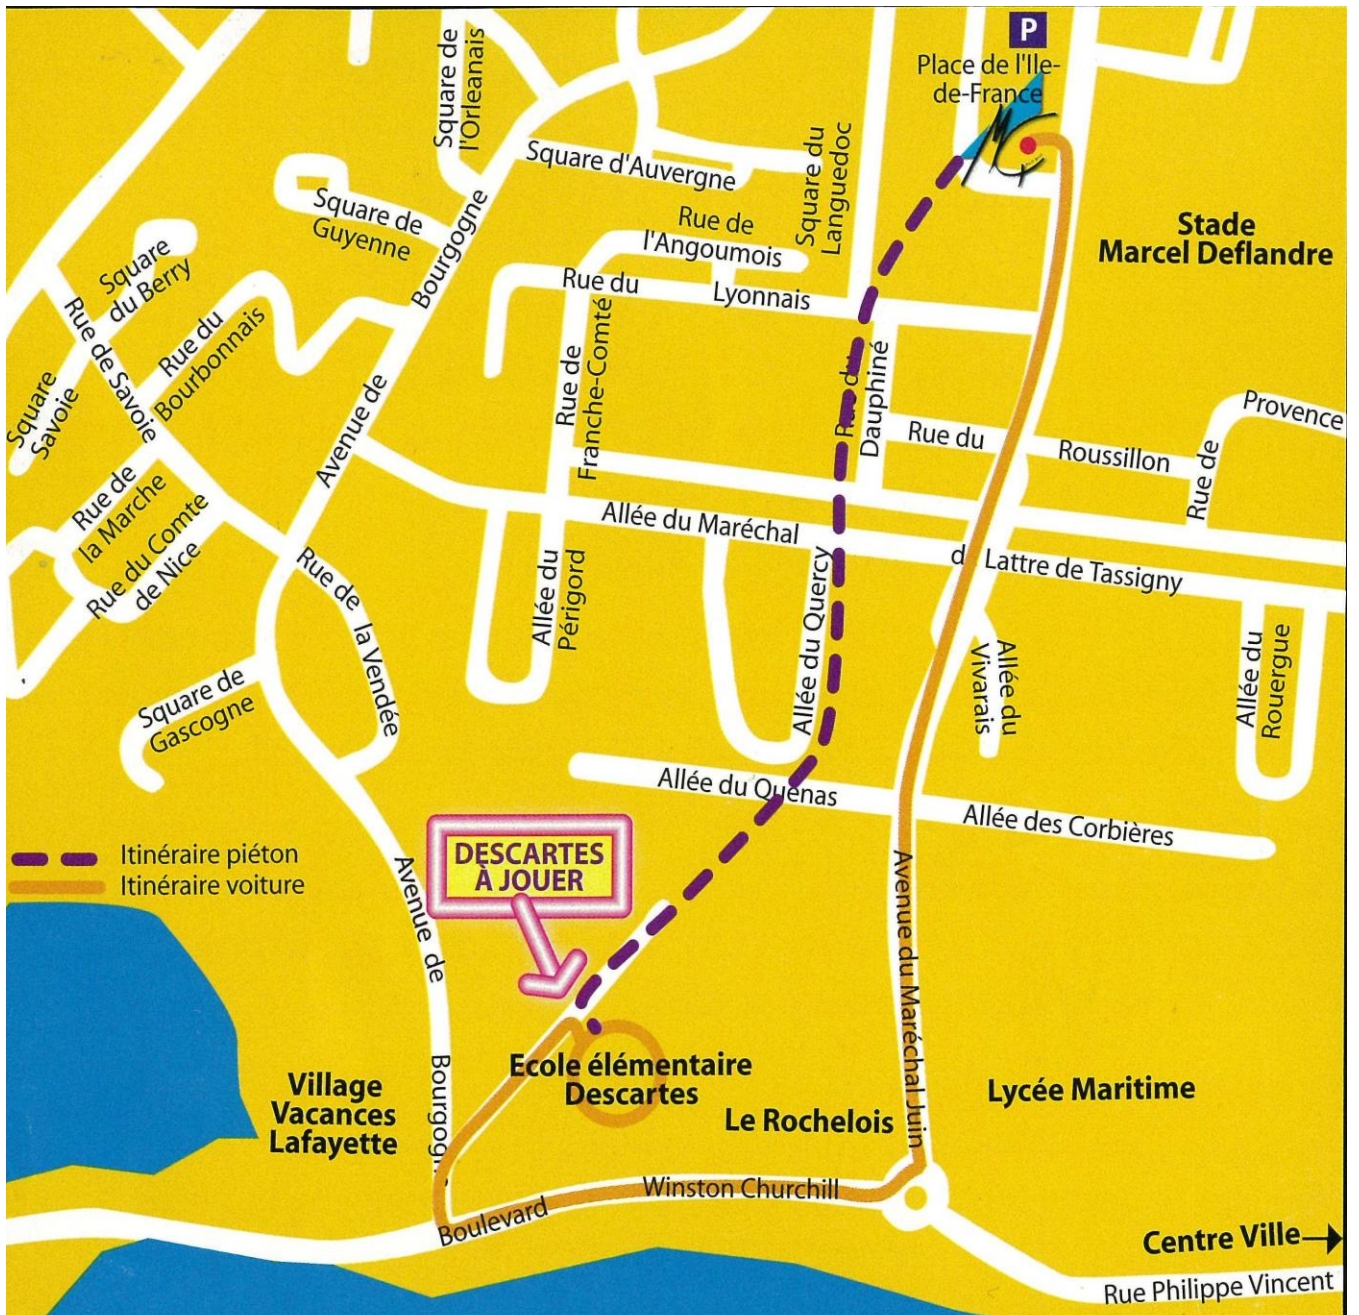 P
Place de l'Ile-
de-France
Square de
l'Orleanais
Square d'Auvergne
Square du
Languedoc
Stade
Marcel Deflandre
Square de
Guyenne
Rue de
l'Angoumois
Bourgogne
Square
du Berry
Rue du
Lyonnais
Rue de Savoie
Rue du
Bourbonnais
Square
Savoie
Avenue de
Rue de
Franche-Comté
Rue du
Dauphiné
Rue du
Roussillon
Rue de
Provence
Rue de
la Marche
Rue du Comte
de Nice
Allée du Maréchal
de Lattre de Tassigny
Rue de
la Vendée
Allée du
Périgord
Allée du Quercy
Allée du
Vivarais
Allée du
Rouergue
Square de
Gascogne
Allée du Quenas
Allée des Corbières
DESCARTES
À JOUER
Itinéraire piéton
Itinéraire voiture
Avenue de
Bourgogne
Avenue du Maréchal Juin
Ecole élémentaire
Descartes
Village
Vacances
Lafayette
Le Rochelois
Lycée Maritime
Boulevard
Winston Churchill
Centre Ville
Rue Philippe Vincent